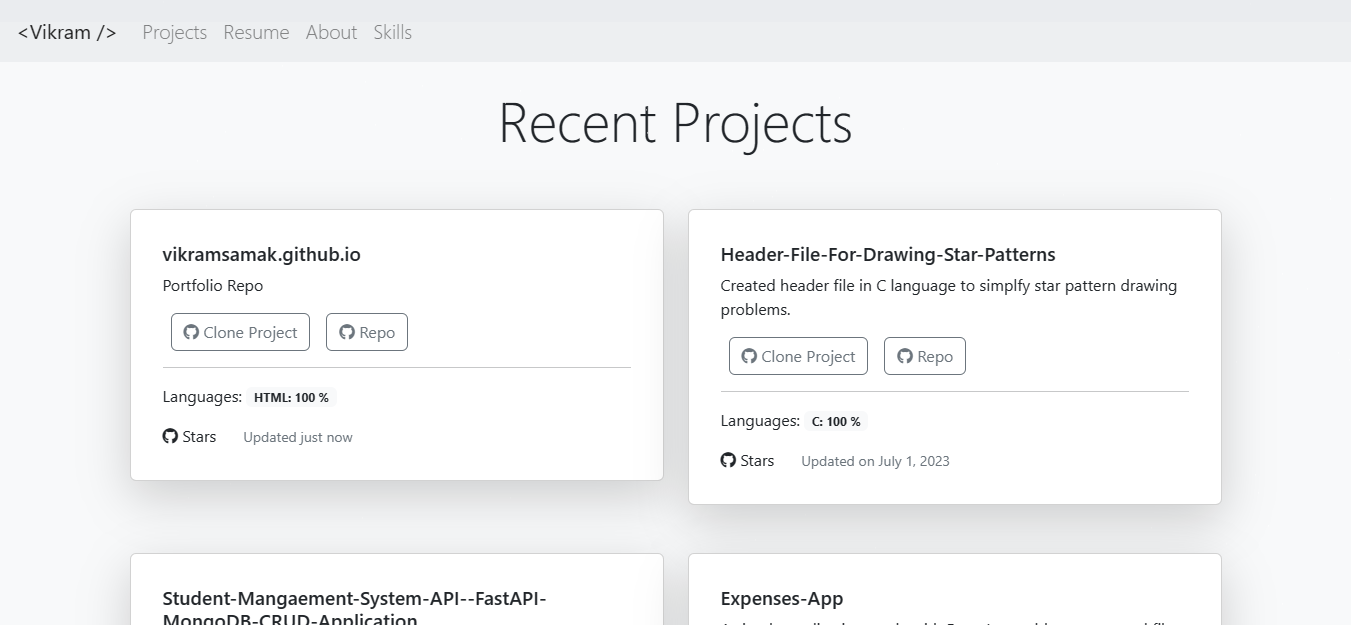 <Vikram /> Projects Resume About Skills
Recent Projects
vikramsamak.github.io
Portfolio Repo
Clone Project Repo
Languages: HTML: 100 %
Stars Updated just now
Header-File-For-Drawing-Star-Patterns
Created header file in C language to simplfy star pattern drawing
problems.
Clone Project Repo
Languages: C: 100 %
Stars Updated on July 1, 2023
Student-Mangaement-System-API--FastAPI-
MongoDB-CRUD-Application
Expenses-App